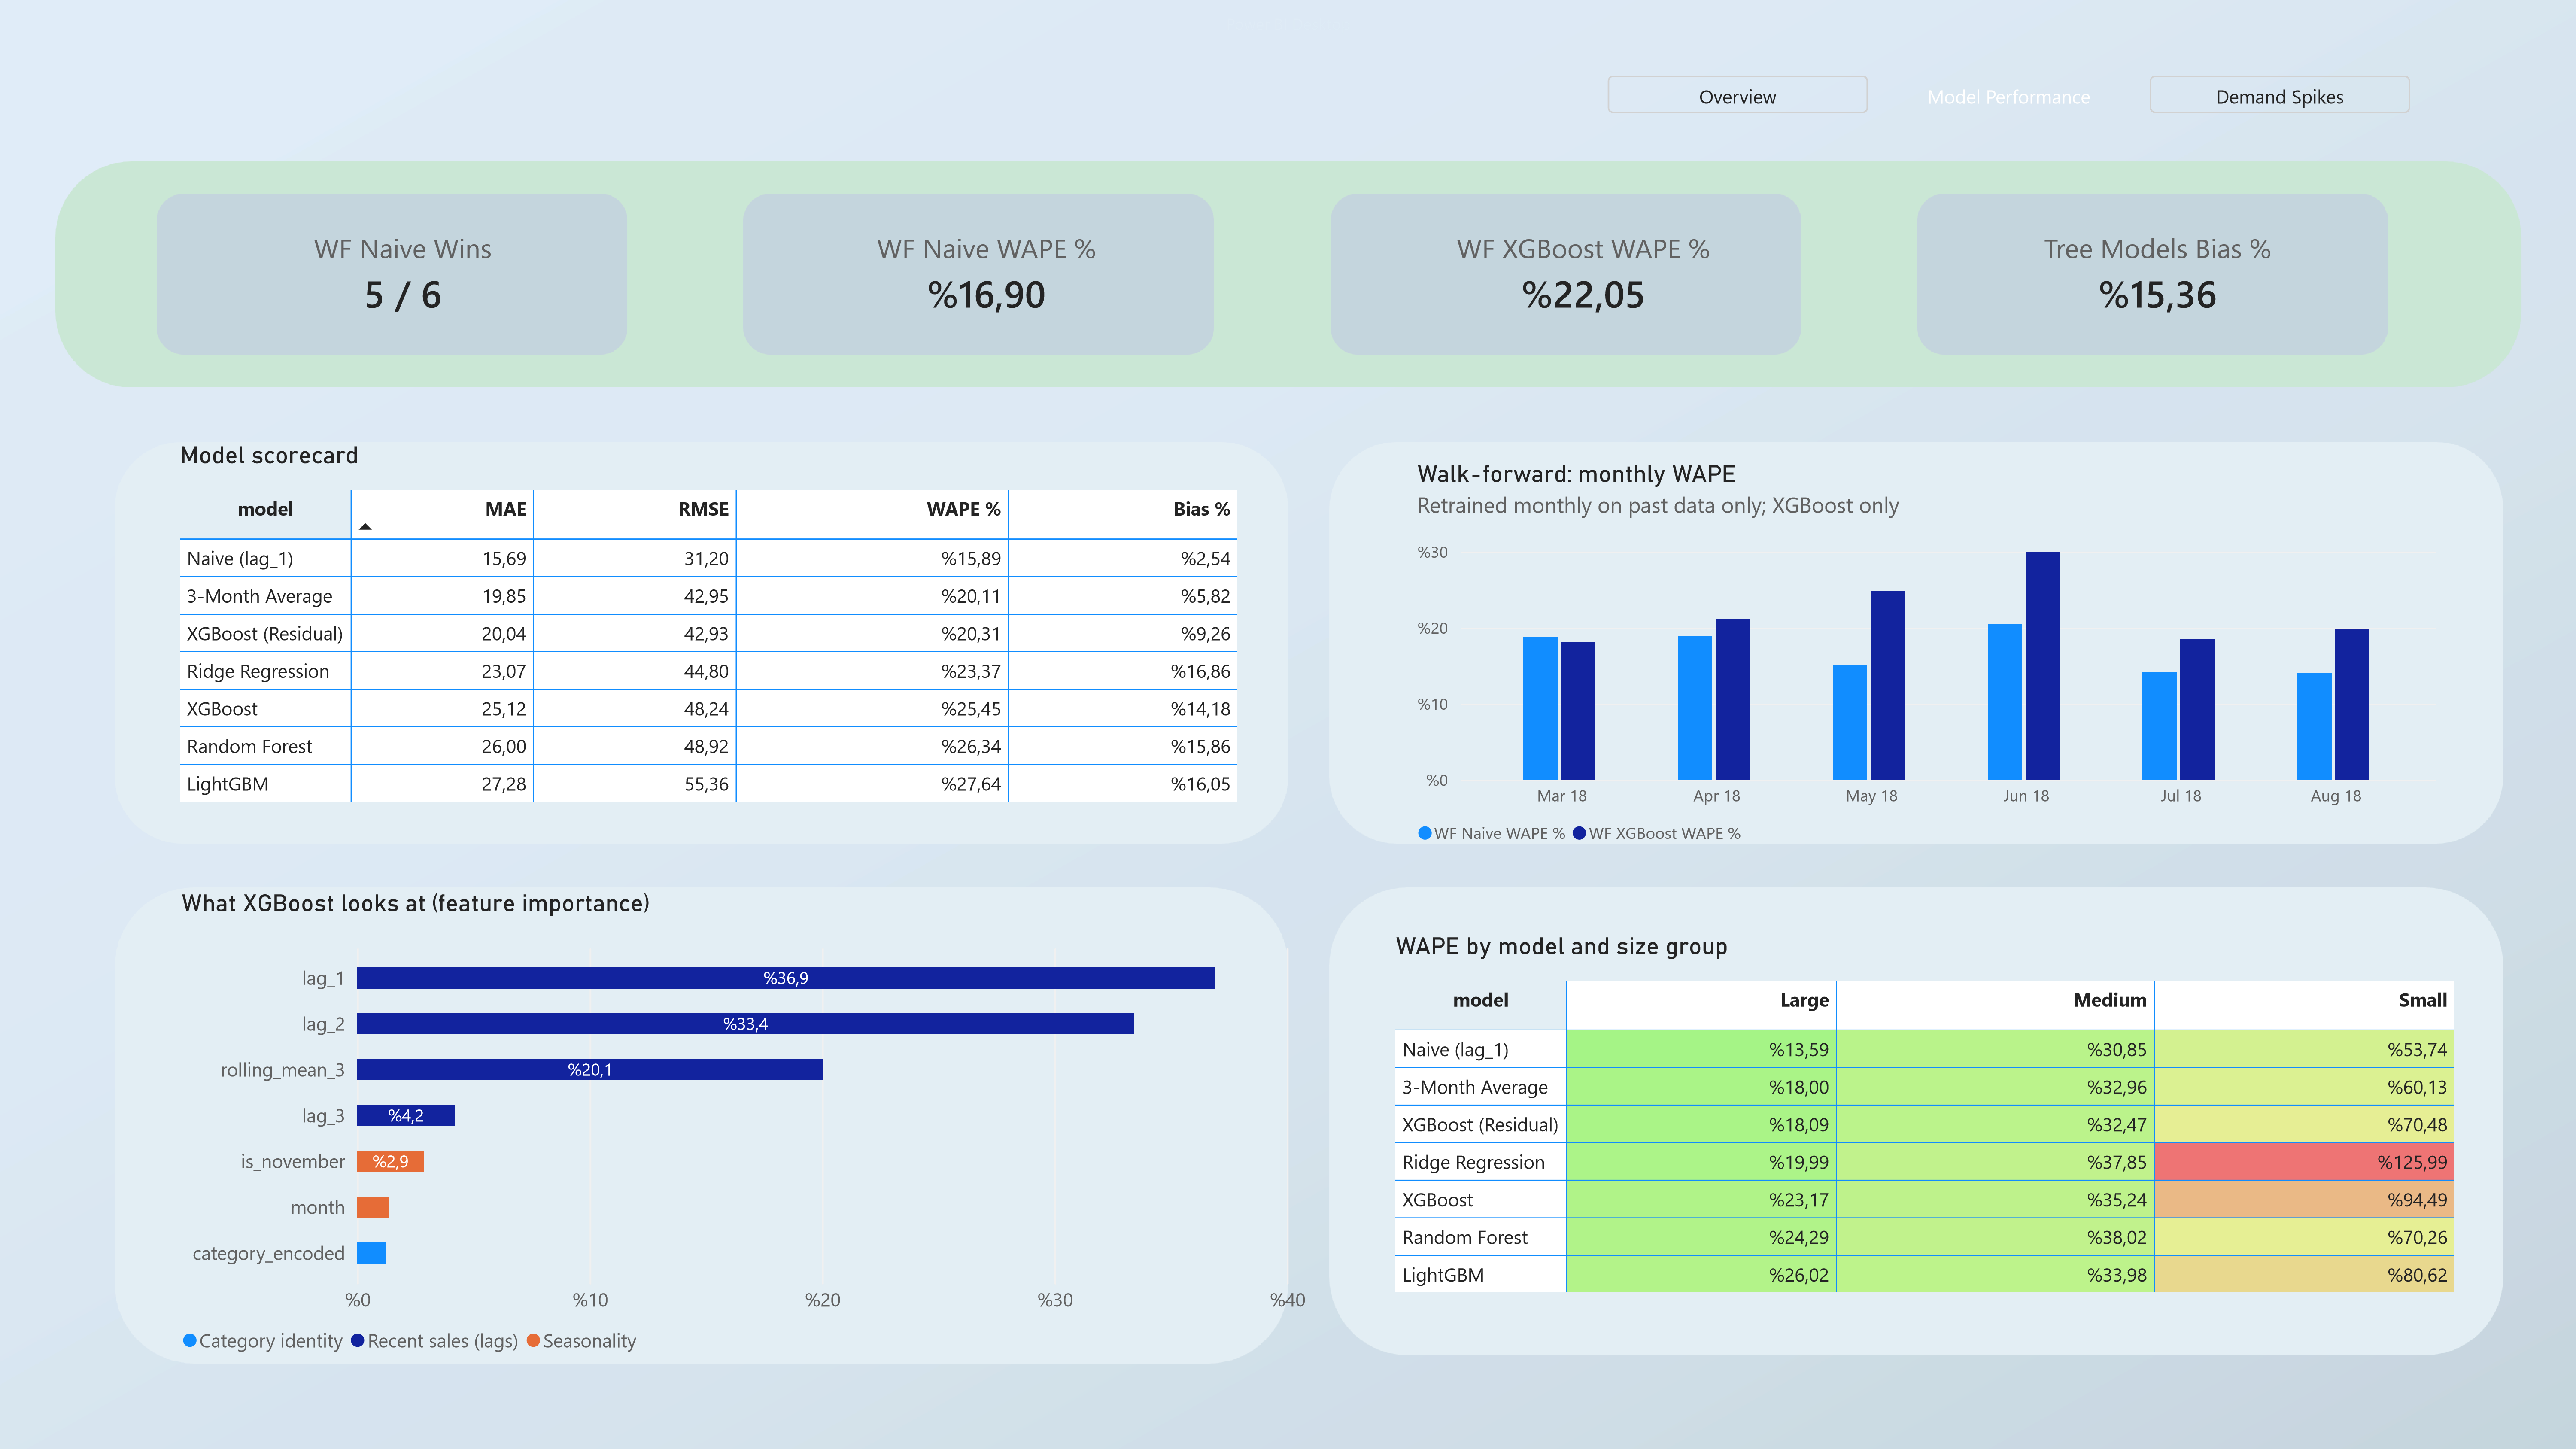 Overview
Model Performance
Demand Spikes
WF Naive Wins
5 / 6
WF Naive WAPE %
%16,90
WF XGBoost WAPE %
%22,05
Tree Models Bias %
%15,36
Model scorecard
model MAE RMSE WAPE % Bias %
Naive (lag_1) 15,69 31,20 %15,89 %2,54
3-Month Average 19,85 42,95 %20,11 %5,82
XGBoost (Residual) 20,04 42,93 %20,31 %9,26
Ridge Regression 23,07 44,80 %23,37 %16,86
XGBoost 25,12 48,24 %25,45 %14,18
Random Forest 26,00 48,92 %26,34 %15,86
LightGBM 27,28 55,36 %27,64 %16,05
Walk-forward: monthly WAPE
Retrained monthly on past data only; XGBoost only
%30
%20
%10
%0
Mar 18 Apr 18 May 18 Jun 18 Jul 18 Aug 18
WF Naive WAPE % WF XGBoost WAPE %
What XGBoost looks at (feature importance)
lag_1 %36,9
lag_2 %33,4
rolling_mean_3 %20,1
lag_3 %4,2
is_november %2,9
month
category_encoded
%0 %10 %20 %30 %40
Category identity Recent sales (lags) Seasonality
WAPE by model and size group
model Large Medium Small
Naive (lag_1) %13,59 %30,85 %53,74
3-Month Average %18,00 %32,96 %60,13
XGBoost (Residual) %18,09 %32,47 %70,48
Ridge Regression %19,99 %37,85 %125,99
XGBoost %23,17 %35,24 %94,49
Random Forest %24,29 %38,02 %70,26
LightGBM %26,02 %33,98 %80,62